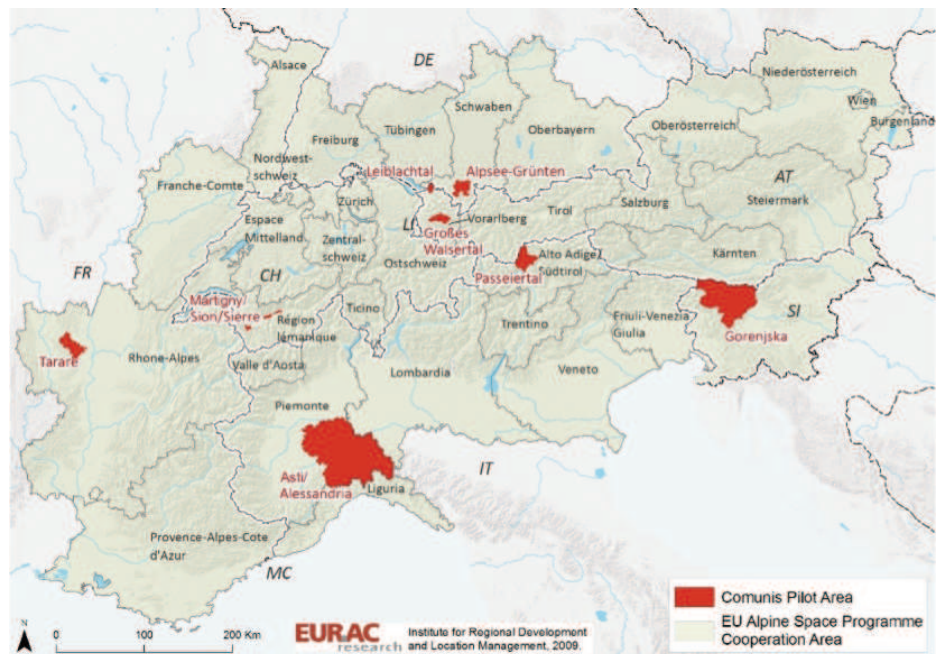 Alsace
DE
Niederösterreich
Schwaben
Wien
Tübingen
Oberbayern
Oberösterreich
Burgenland
Freiburg
Nordwest-
schweiz
Leiblachtal
Alpsee-Grünten
Franche-Comte
AT
Zürich
Steiermark
Salzburg
Tirol
Vorarlberg
Espace
Mittelland
LI
Großes
Walsertal
Zentral-
schweiz
Kärnten
Alto Adige
Südtirol
Ostschweiz
FR
CH
Passeiertal
Martigny/
Sion/Sierre
Ticino
SI
Région
lémanique
Trentino
Friuli-Venezia
Giulia
Gorenjska
Tarare
Rhone-Alpes
Valle d'Aosta
Lombardia
Veneto
Piemonte
IT
Asti/
Alessandria
Liguria
Provence-Alpes-Cote
d'Azur
MC
Comunis Pilot Area
EU Alpine Space Programme
Cooperation Area
N
0 100 200 Km
EURAC
research
Institute for Regional Development
and Location Management, 2009.